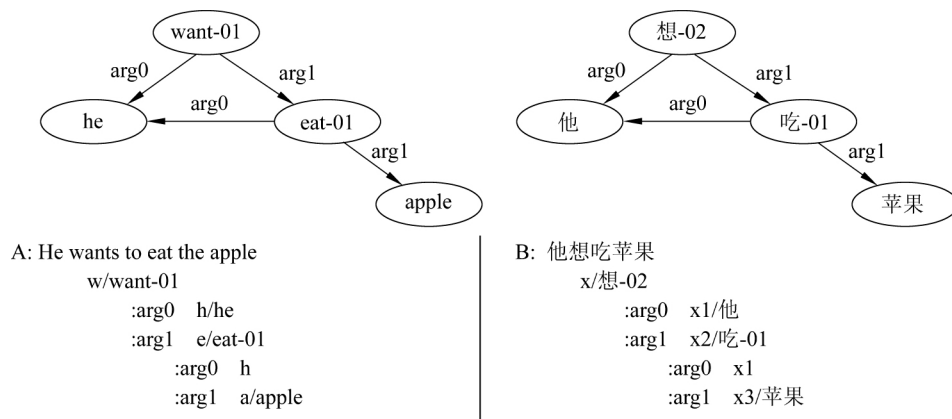 want-01
arg0
arg1
he
arg0
eat-01
arg1
apple
A: He wants to eat the apple
w/want-01
:arg0 h/he
:arg1 e/eat-01
:arg0 h
:arg1 a/apple
想-02
arg0
arg1
他
arg0
吃-01
arg1
苹果
B: 他想吃苹果
x/想-02
:arg0 x1/他
:arg1 x2/吃-01
:arg0 x1
:arg1 x3/苹果